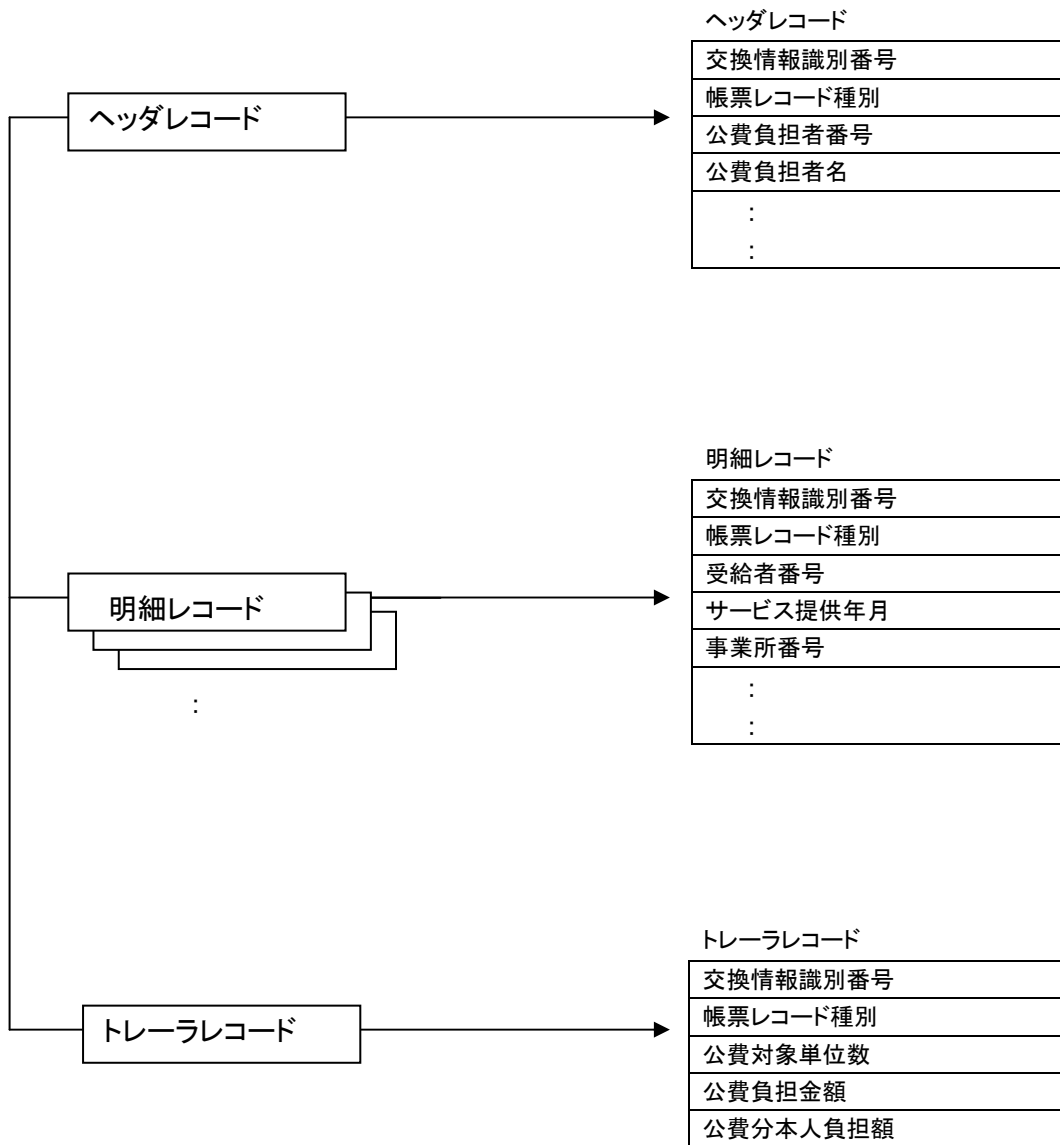 ヘッダレコード
ヘッダレコード
交換情報識別番号
帳票レコード種別
公費負担者番号
公費負担者名
:
:
明細レコード
:
明細レコード
交換情報識別番号
帳票レコード種別
受給者番号
サービス提供年月
事業所番号
:
:
トレーラレコード
トレーラレコード
交換情報識別番号
帳票レコード種別
公費対象単位数
公費負担金額
公費分本人負担額